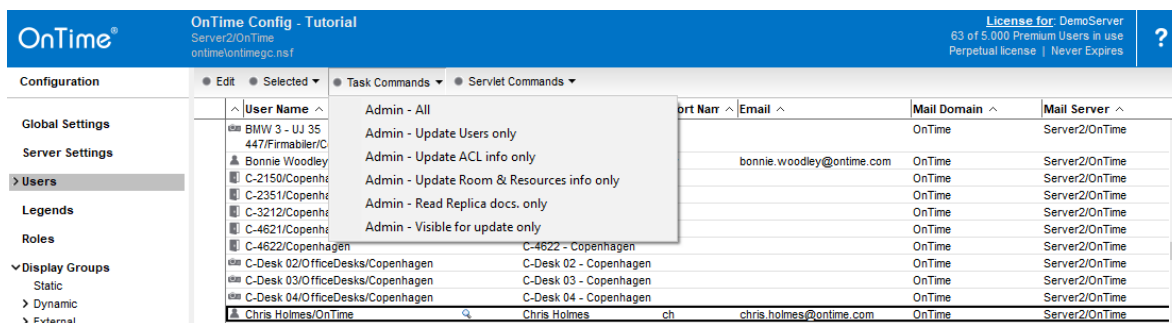 OnTime®
OnTime Config - Tutorial
Server2/OnTime
ontime\ontimegc.nsf
License for: DemoServer
63 of 5.000 Premium Users in use
Perpetual license | Never Expires
?
Configuration
Edit Selected Task Commands Servlet Commands
Global Settings
Server Settings
Users
Legends
Roles
Display Groups
Static
Dynamic
External
Admin - All
Admin - Update Users only
Admin - Update ACL info only
Admin - Update Room & Resources info only
Admin - Read Replica docs. only
Admin - Visible for update only
User Name ort Nam Email Mail Domain Mail Server
BMW 3 - UJ 35 OnTime Server2/OnTime
447/Firmabiler/C
Bonnie Woodley bonnie.woodley@ontime.com OnTime Server2/OnTime
C-2150/Copenha OnTime Server2/OnTime
C-2351/Copenha OnTime Server2/OnTime
C-3212/Copenha OnTime Server2/OnTime
C-4621/Copenha OnTime Server2/OnTime
C-4622/Copenhagen C-4622 - Copenhagen OnTime Server2/OnTime
C-Desk 02/OfficeDesks/Copenhagen C-Desk 02 - Copenhagen OnTime Server2/OnTime
C-Desk 03/OfficeDesks/Copenhagen C-Desk 03 - Copenhagen OnTime Server2/OnTime
C-Desk 04/OfficeDesks/Copenhagen C-Desk 04 - Copenhagen OnTime Server2/OnTime
Chris Holmes/OnTime Chris Holmes ch chris.holmes@ontime.com OnTime Server2/OnTime